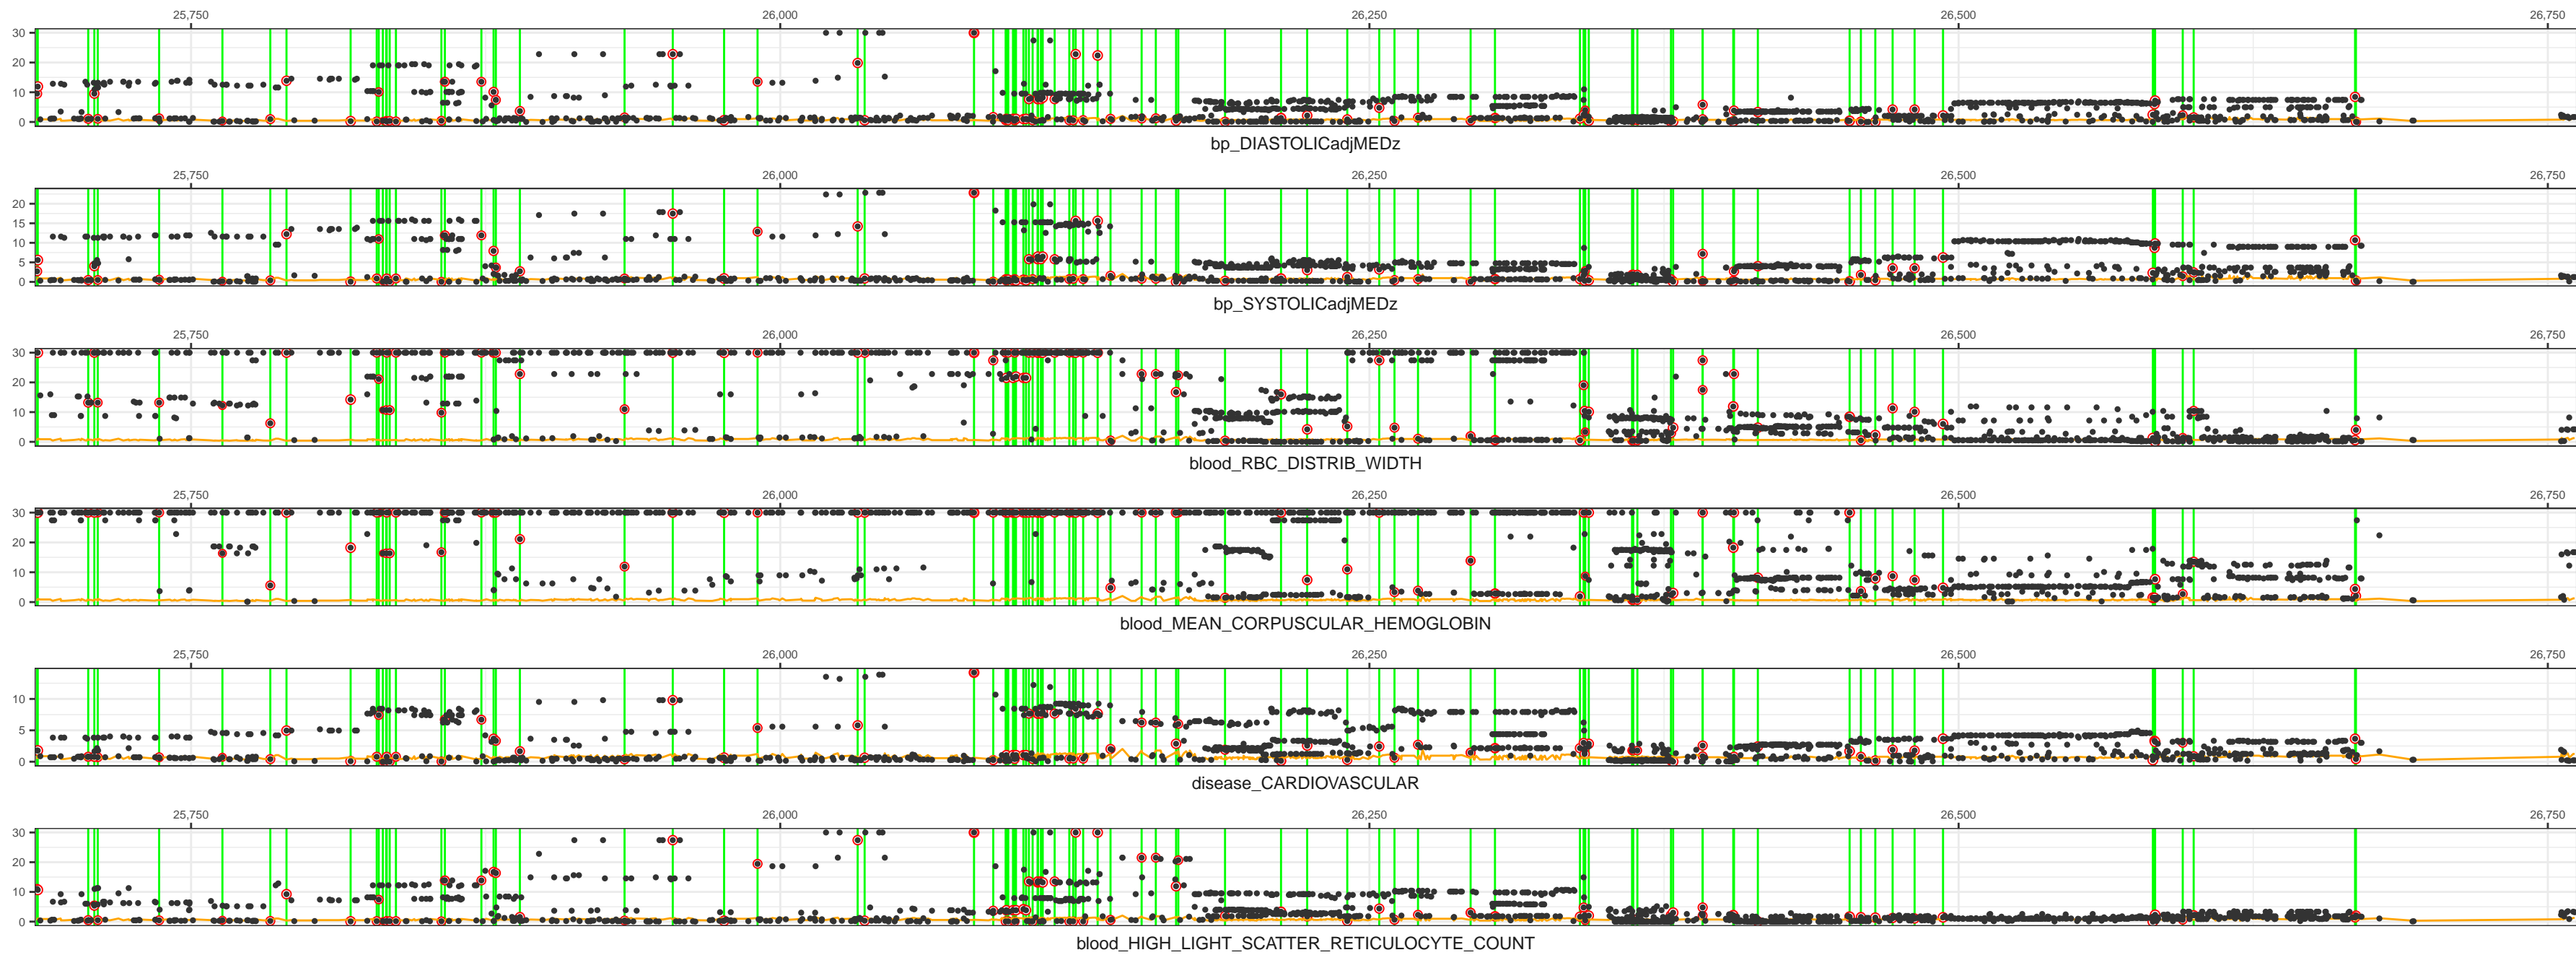 25,750 26,000 26,250 26,500 26,750
30
20
10
0
bp_DIASTOLICadjMEDz
25,750 26,000 26,250 26,500 26,750
20
15
10
5
0
bp_SYSTOLICadjMEDz
25,750 26,000 26,250 26,500 26,750
30
20
10
0
blood_RBC_DISTRIB_WIDTH
25,750 26,000 26,250 26,500 26,750
30
20
10
0
blood_MEAN_CORPUSCULAR_HEMOGLOBIN
25,750 26,000 26,250 26,500 26,750
10
5
0
disease_CARDIOVASCULAR
25,750 26,000 26,250 26,500 26,750
30
20
10
0
blood_HIGH_LIGHT_SCATTER_RETICULOCYTE_COUNT